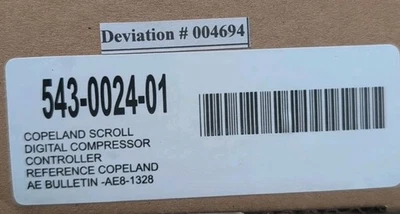 Deviation # 004694
543-0024-01
COPELAND SCROLL
DIGITAL COMPRESSOR
CONTROLLER
REFERENCE COPELAND
AE BULLETIN -AE8-1328